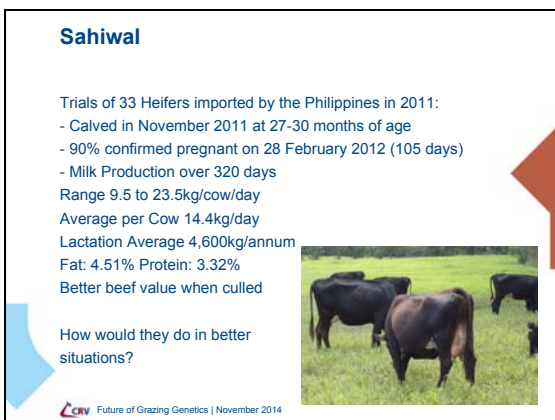 Sahiwal
Trials of 33 Heifers imported by the Philippines in 2011:
- Calved in November 2011 at 27-30 months of age
- 90% confirmed pregnant on 28 February 2012 (105 days)
- Milk Production over 320 days
Range 9.5 to 23.5kg/cow/day
Average per Cow 14.4kg/day
Lactation Average 4,600kg/annum
Fat: 4.51% Protein: 3.32%
Better beef value when culled
How would they do in better
situations?
CRV Future of Grazing Genetics | November 2014